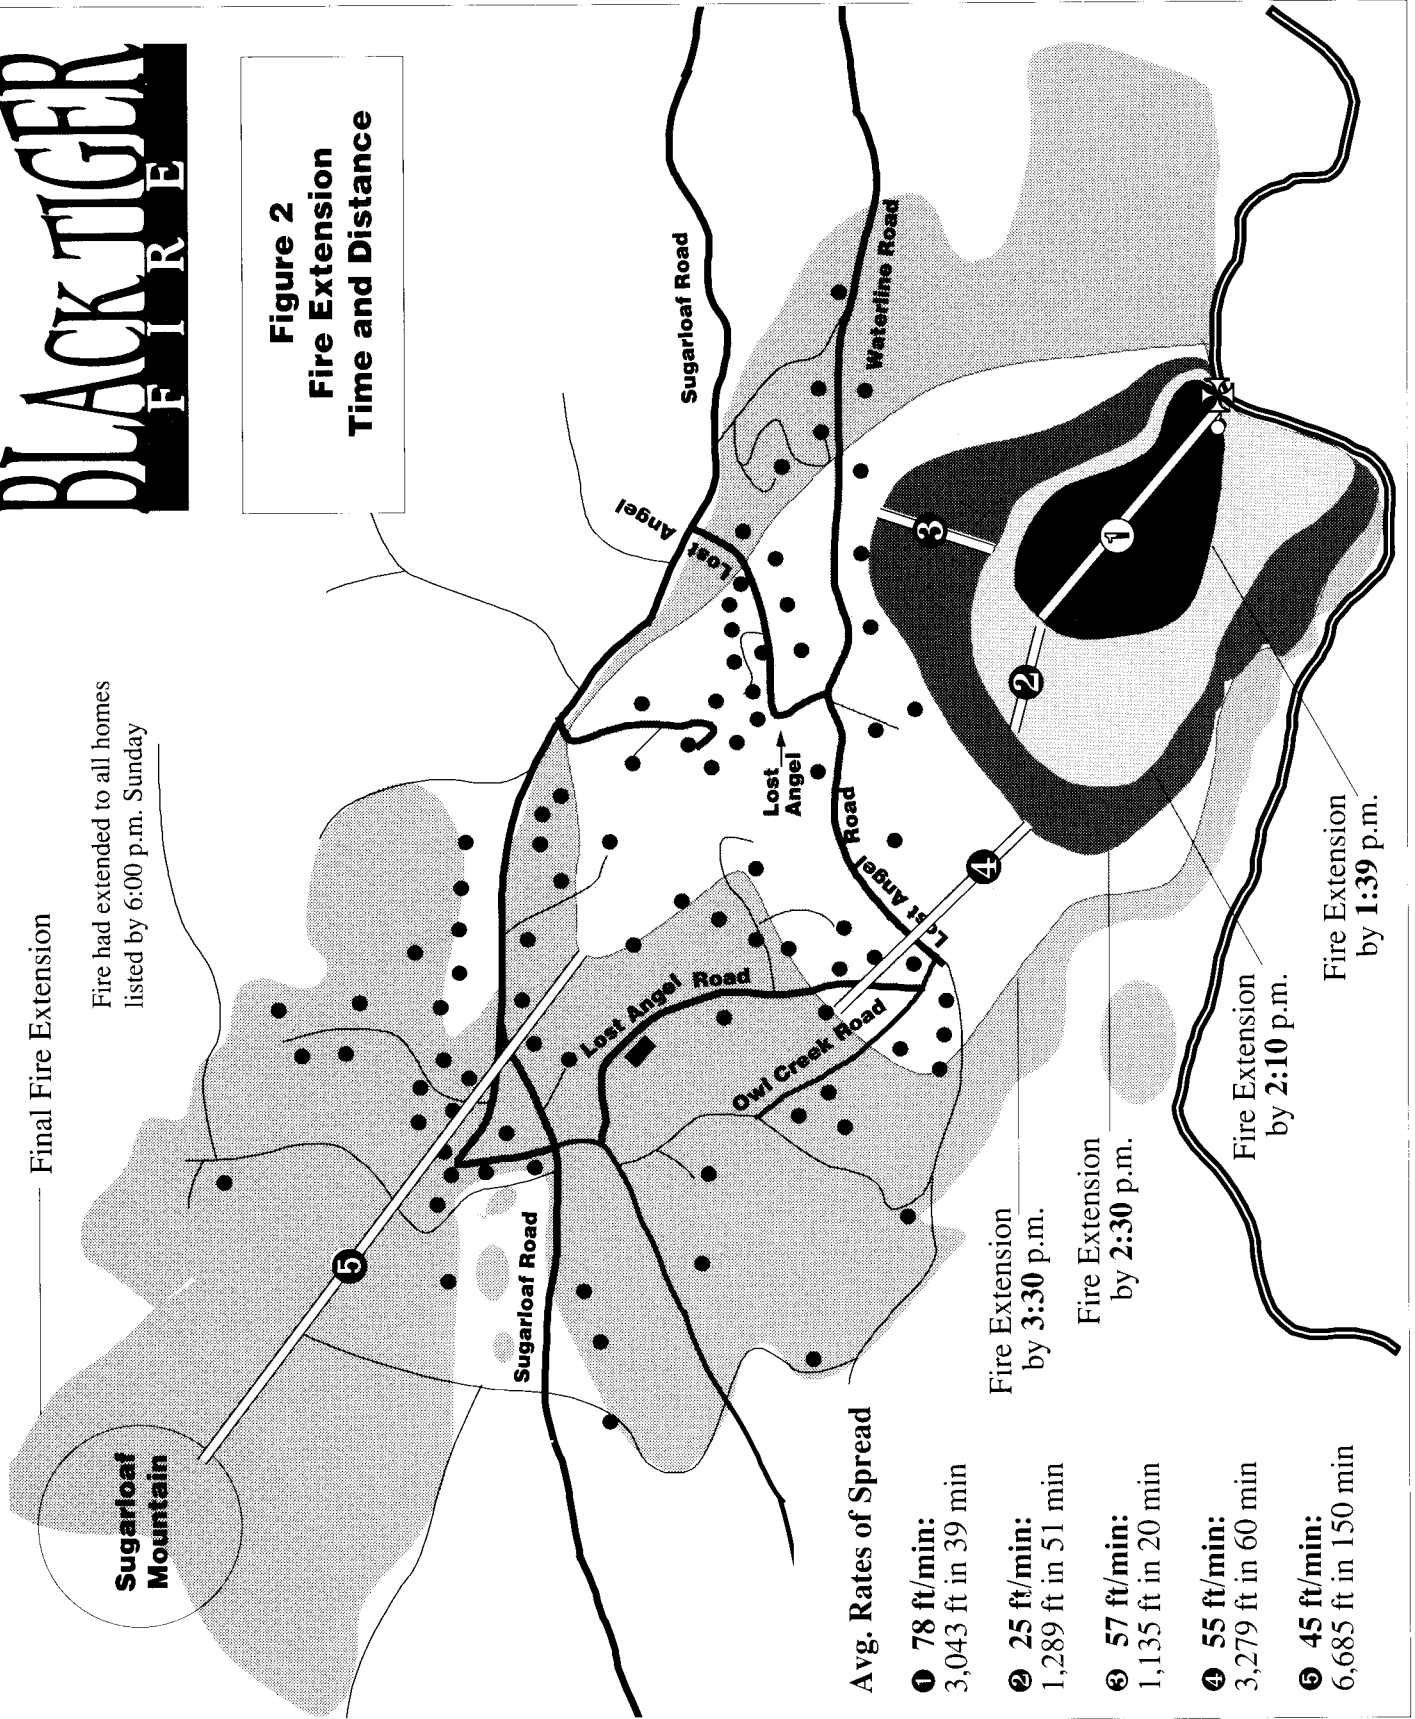 BLACK TIGER
FIRE
Figure 2
Fire Extension
Time and Distance
Final Fire Extension
Fire had extended to all homes
listed by 6:00 p.m. Sunday
Sugarloaf
Mountain
5
Sugarloaf Road
Sugarloaf Road
Waterline Road
Lost
Angel
Lost
Angel
Lost Angel
Road
Lost Angel Road
Owl Creek Road
1
2
3
4
Fire Extension
by 3:30 p.m.
Fire Extension
by 2:30 p.m.
Fire Extension
by 2:10 p.m.
Fire Extension
by 1:39 p.m.
Avg. Rates of Spread
1 78 ft/min:
3,043 ft in 39 min
2 25 ft/min:
1,289 ft in 51 min
3 57 ft/min:
1,135 ft in 20 min
4 55 ft/min:
3,279 ft in 60 min
5 45 ft/min:
6,685 ft in 150 min